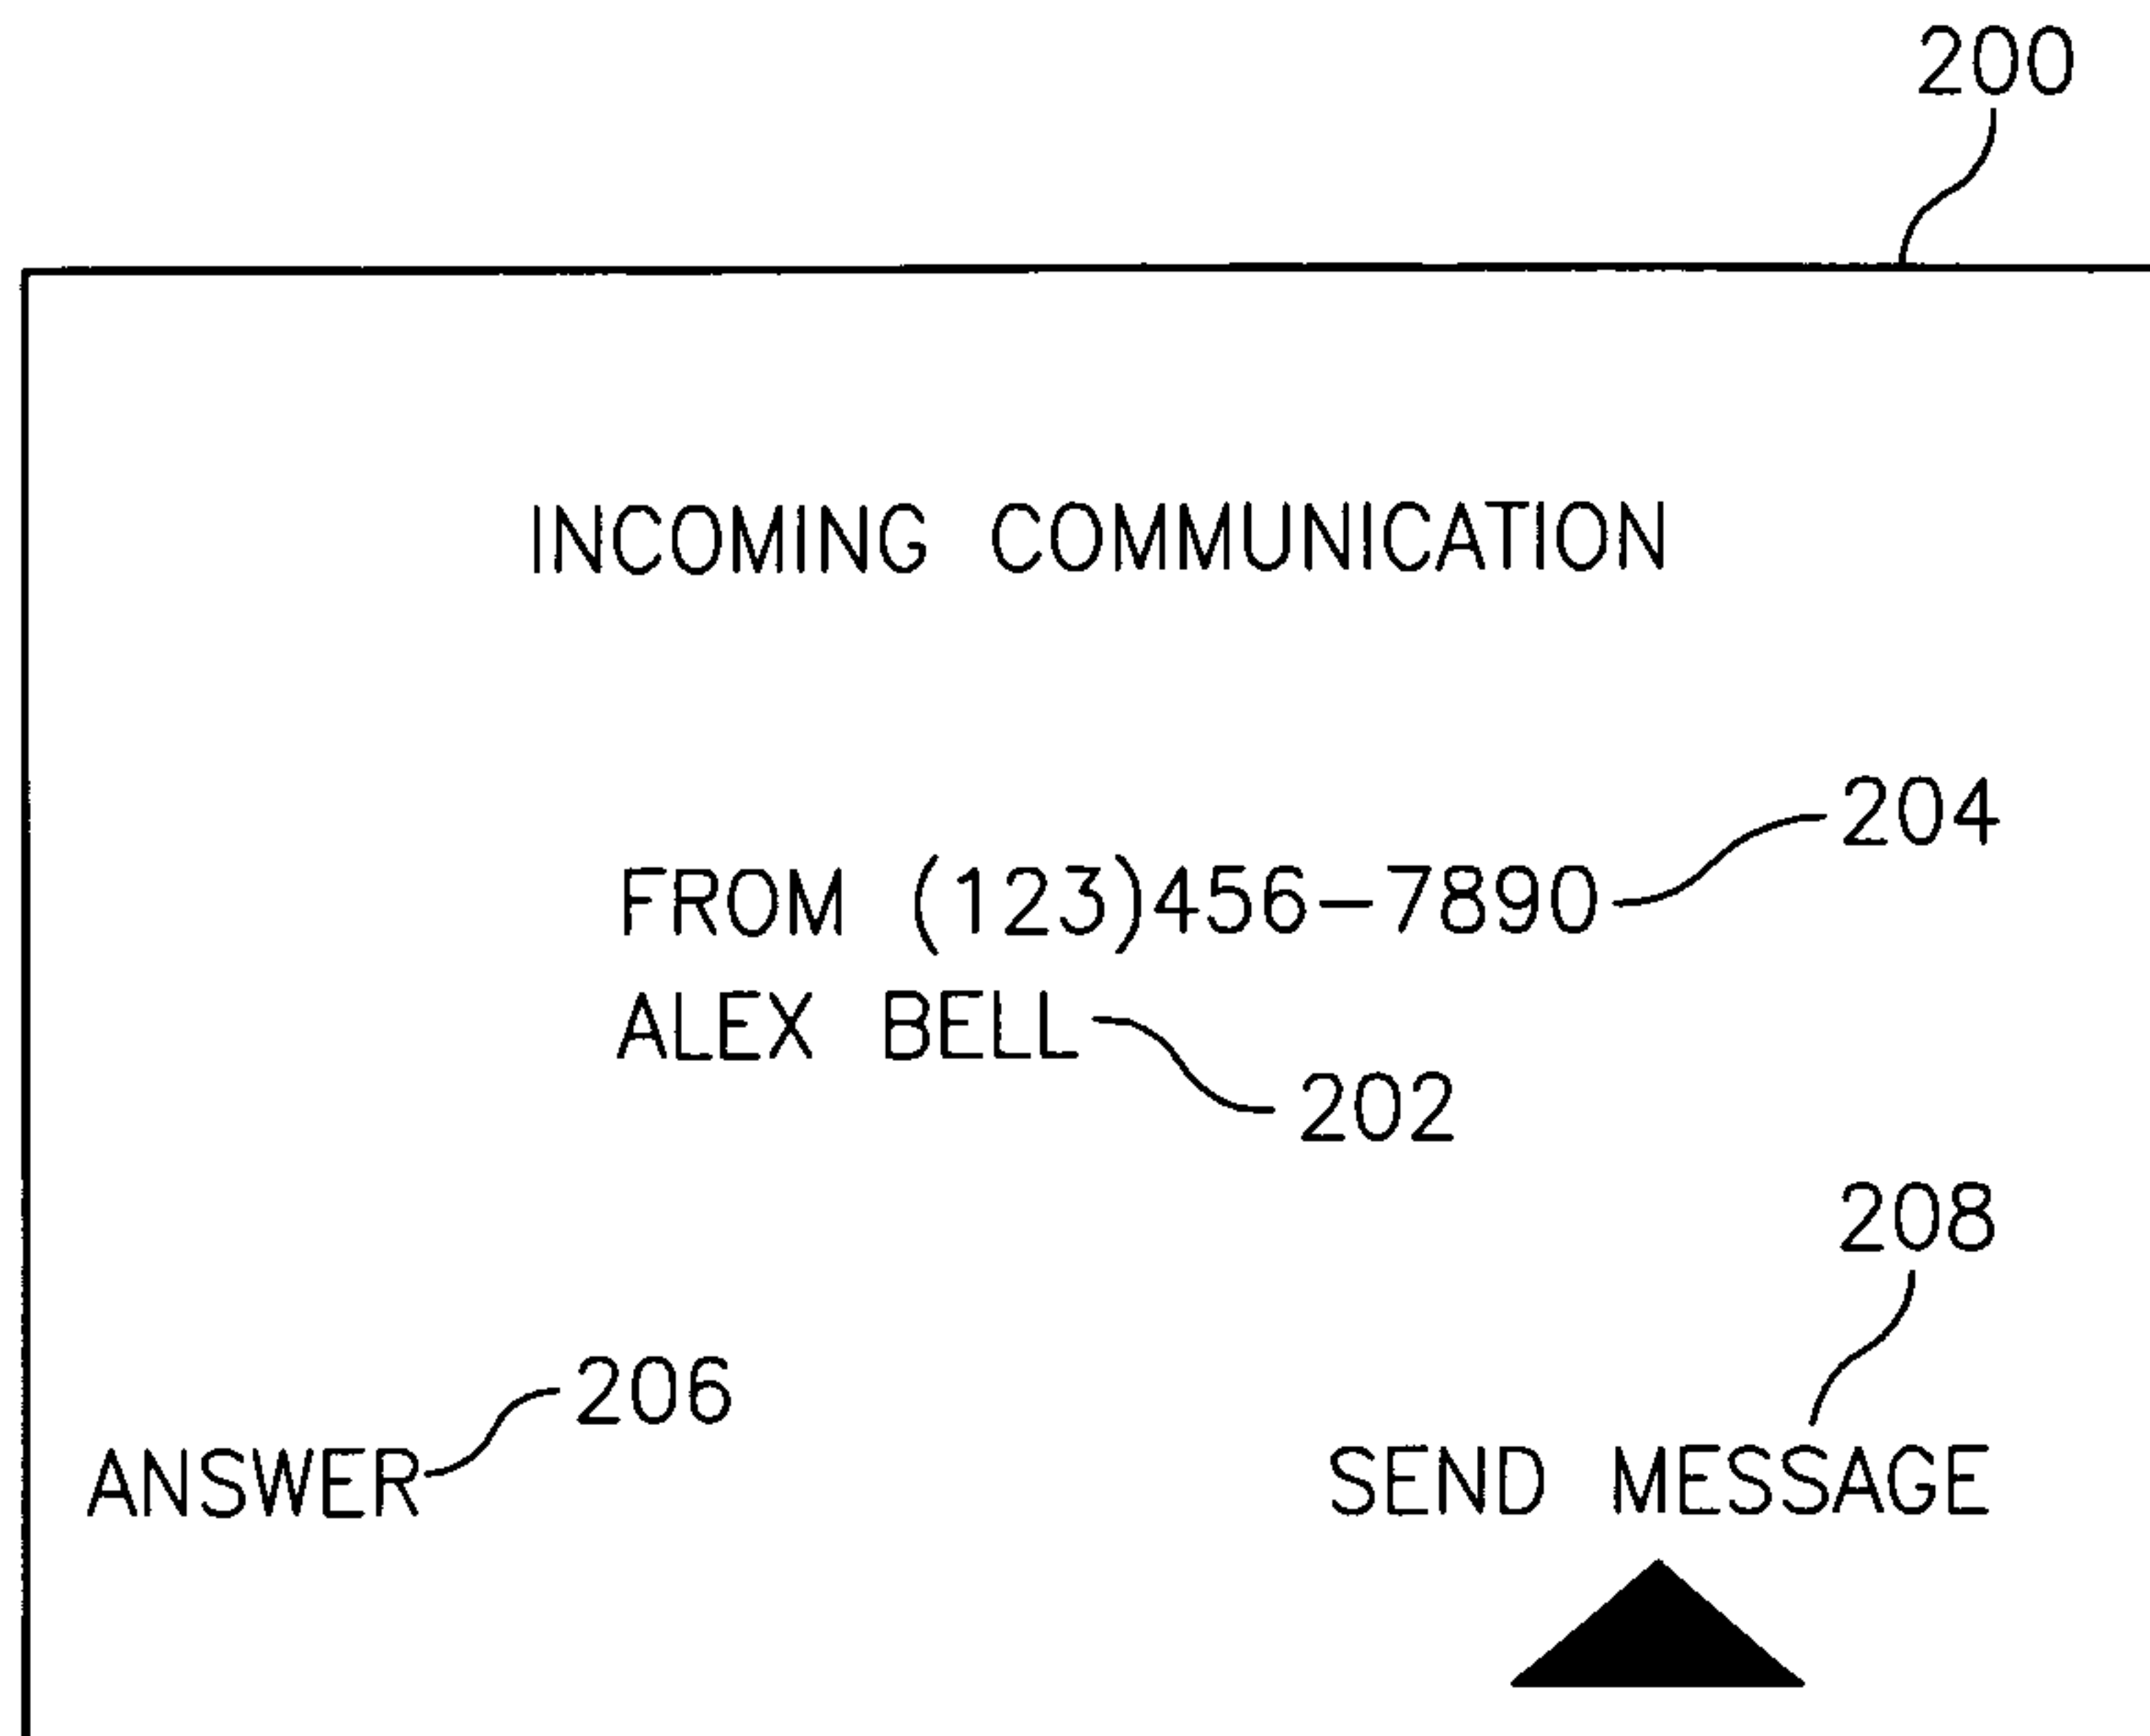 200
INCOMING COMMUNICATION
204
FROM (123)456-7890
ALEX BELL
202
208
206
ANSWER
SEND MESSAGE